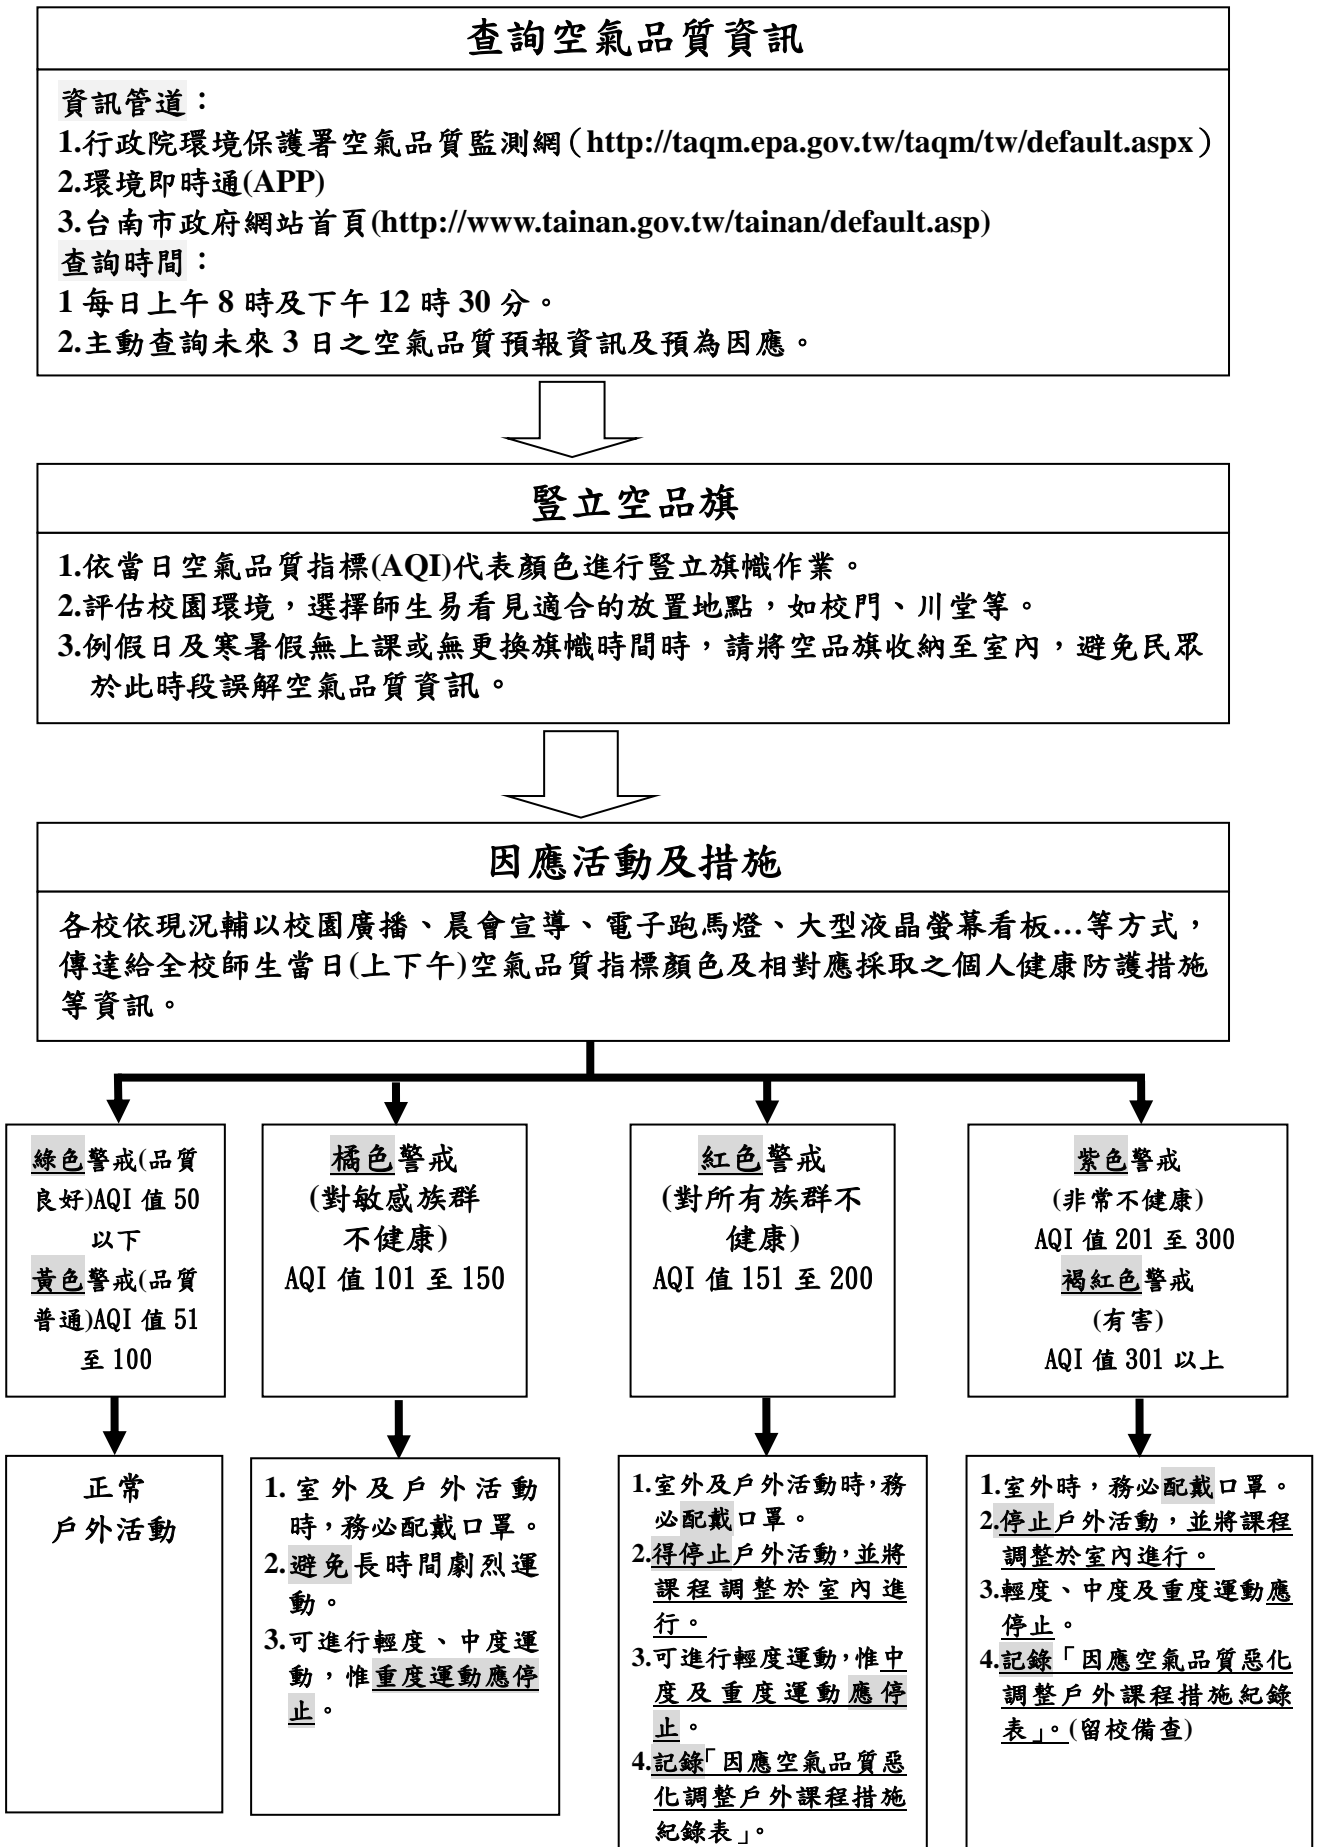 查詢空氣品質資訊
資訊管道：
1.行政院環境保護署空氣品質監測網（http://taqm.epa.gov.tw/taqm/tw/default.aspx）
2.環境即時通(APP)
3.台南市政府網站首頁(http://www.tainan.gov.tw/tainan/default.asp)
查詢時間：
1 每日上午 8 時及下午 12 時 30 分。
2.主動查詢未來 3 日之空氣品質預報資訊及預為因應。
豎立空品旗
1.依當日空氣品質指標(AQI)代表顏色進行豎立旗幟作業。
2.評估校園環境，選擇師生易看見適合的放置地點，如校門、川堂等。
3.例假日及寒暑假無上課或無更換旗幟時間時，請將空品旗收納至室內，避免民眾
於此時段誤解空氣品質資訊。
因應活動及措施
各校依現況輔以校園廣播、晨會宣導、電子跑馬燈、大型液晶螢幕看板…等方式，
傳達給全校師生當日(上下午)空氣品質指標顏色及相對應採取之個人健康防護措施
等資訊。
綠色警戒(品質
良好)AQI 值 50
以下
黃色警戒(品質
普通)AQI 值 51
至 100
橘色警戒
(對敏感族群
不健康)
AQI 值 101 至 150
紅色警戒
(對所有族群不
健康)
AQI 值 151 至 200
紫色警戒
(非常不健康)
AQI 值 201 至 300
褐紅色警戒
(有害)
AQI 值 301 以上
正常
戶外活動
1.室外及戶外活動
時，務必配戴口罩。
2.避免長時間劇烈運
動。
3.可進行輕度、中度運
動，惟重度運動應停
止。
1.室外及戶外活動時，務
必配戴口罩。
2.得停止戶外活動，並將
課程調整於室內進
行。
3.可進行輕度運動，惟中
度及重度運動應停
止。
4.記錄「因應空氣品質惡
化調整戶外課程措施
紀錄表」。
1.室外時，務必配戴口罩。
2.停止戶外活動，並將課程
調整於室內進行。
3.輕度、中度及重度運動應
停止。
4.記錄「因應空氣品質惡化
調整戶外課程措施紀錄
表」。(留校備查)